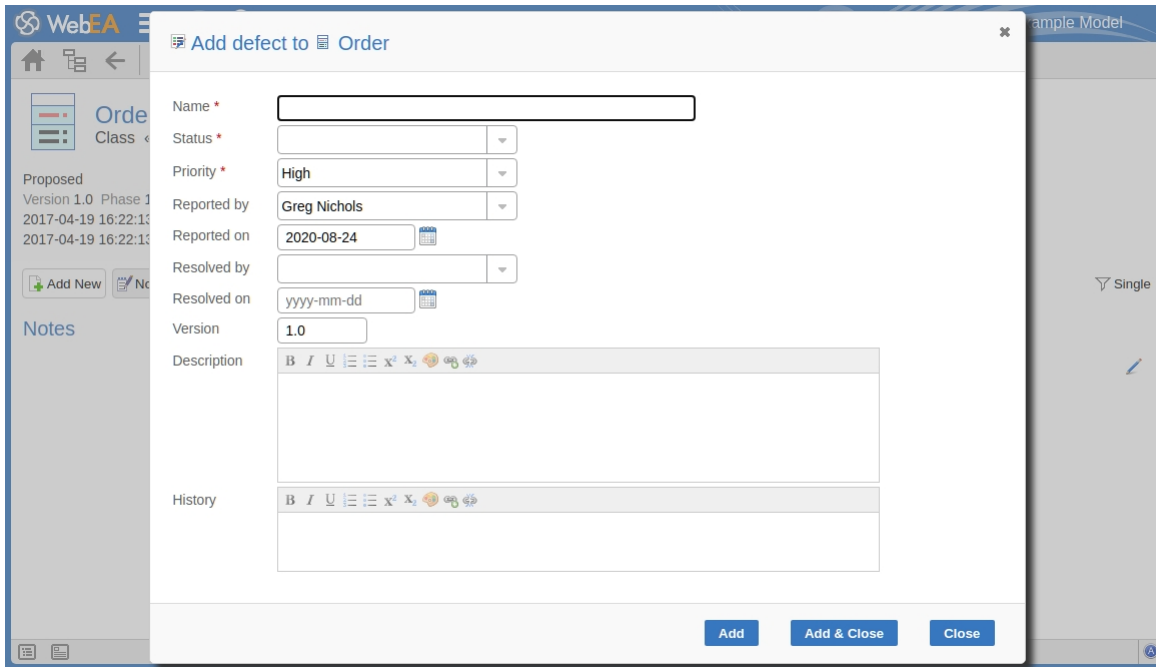 WebEA
ample Model
Add defect to Order
Orde
Class «
Proposed
Version 1.0 Phase 1
2017-04-19 16:22:13
2017-04-19 16:22:13
Add New
No
Single
Notes
Name *
Status *
Priority *
High
Reported by
Greg Nichols
Reported on
2020-08-24
Resolved by
Resolved on
yyyy-mm-dd
Version
1.0
Description
B I U x² X₂
History
B I U x² X₂
Add
Add & Close
Close
A